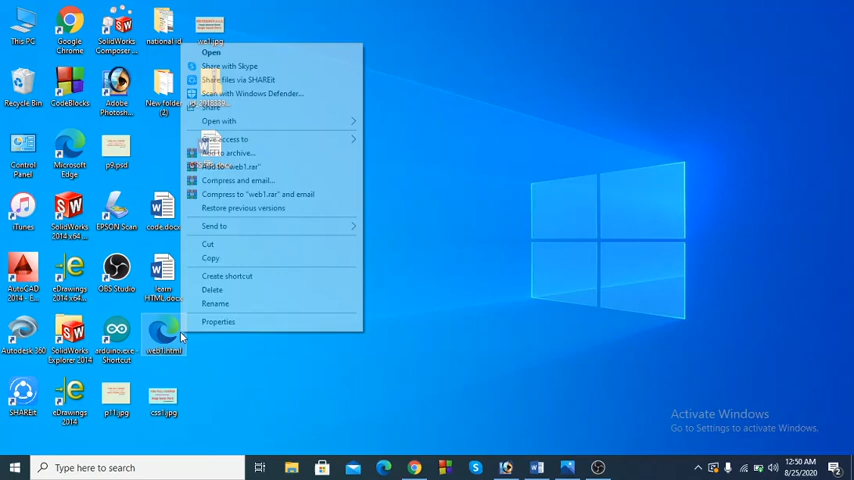 This PC
Google
Chrome
SolidWorks
Composer ...
national id
we1.jpg
Recycle Bin
CodeBlocks
Adobe
Photosh...
New folder
(2)
Control
Panel
Microsoft
Edge
p9.psd
iTunes
SolidWorks
2014 x64 ...
EPSON Scan
code.docx
AutoCAD
2014 - E...
eDrawings
2014 x64...
OBS Studio
learn
HTML.docx
Autodesk 360
SolidWorks
Explorer 2014
arduino.exe -
Shortcut
web1.html
SHAREit
eDrawings
2014
p11.jpg
css1.jpg
Open
Share with Skype
Share files via SHAREit
Scan with Windows Defender...
Share
Open with
Give access to
Add to archive...
Add to "web1.rar"
Compress and email...
Compress to "web1.rar" and email
Restore previous versions
Send to
Cut
Copy
Create shortcut
Delete
Rename
Properties
Activate Windows
Go to Settings to activate Windows.
Type here to search
12:50 AM
8/25/2020
2